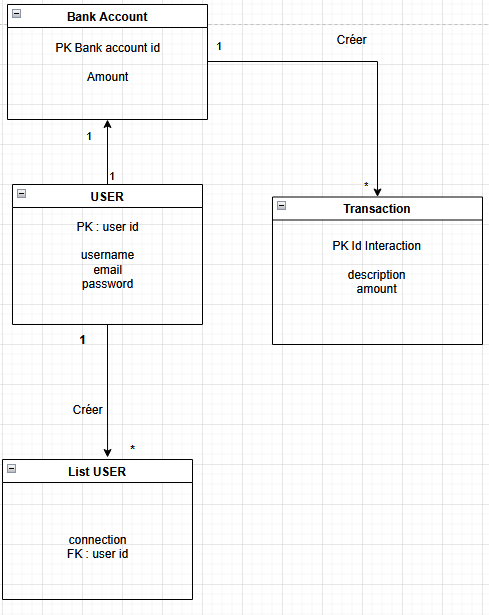 Bank Account
PK Bank account id
Amount
1
Créer
1
1
*
USER
PK : user id
username
email
password
Transaction
PK Id Interaction
description
amount
1
Créer
*
List USER
connection
FK : user id